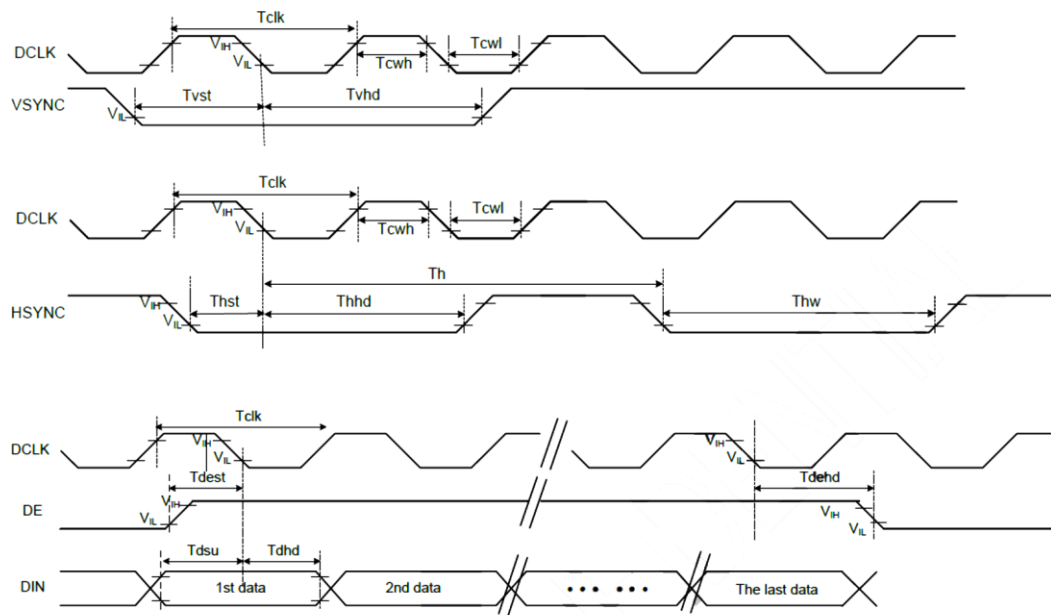 Tclk
DCLK
VIH
VIL
Tcwh
Tcwl
VSYNC
VIL
Tvst
Tvhd
Tclk
DCLK
VIH
VIL
Tcwh
Tcwl
Th
HSYNC
VIH
VIL
Thst
Thhd
Thw
Tclk
DCLK
VIH
VIL
VIH
VIL
Tdest
Tdehd
DE
VIH
VIL
VIH
VIL
Tdsu
Tdhd
DIN
1st data
2nd data
••• •••
The last data